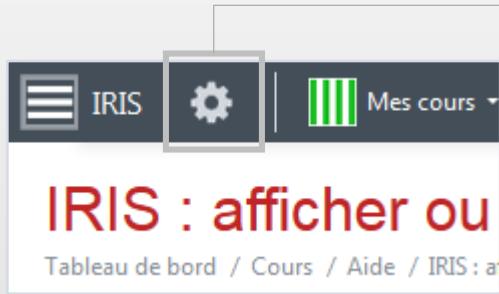 IRIS Mes cours
IRIS : afficher ou
Tableau de bord / Cours / Aide / IRIS :